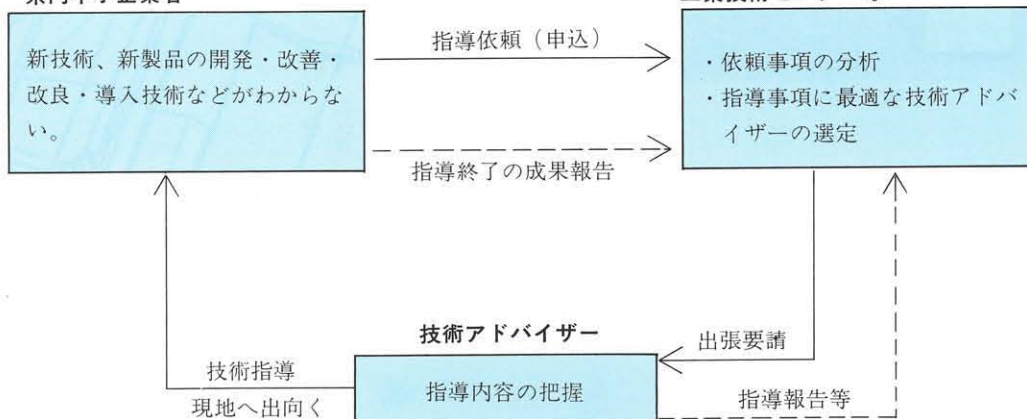 指導依頼（申込）
新技術、新製品の開発・改善・
改良・導入技術などがわからな
い。
・依頼事項の分析
・指導事項に最適な技術アドバ
イザーの選定
指導終了の成果報告
技術アドバイザー
出張要請
技術指導
現地へ出向く
指導内容の把握
指導報告等